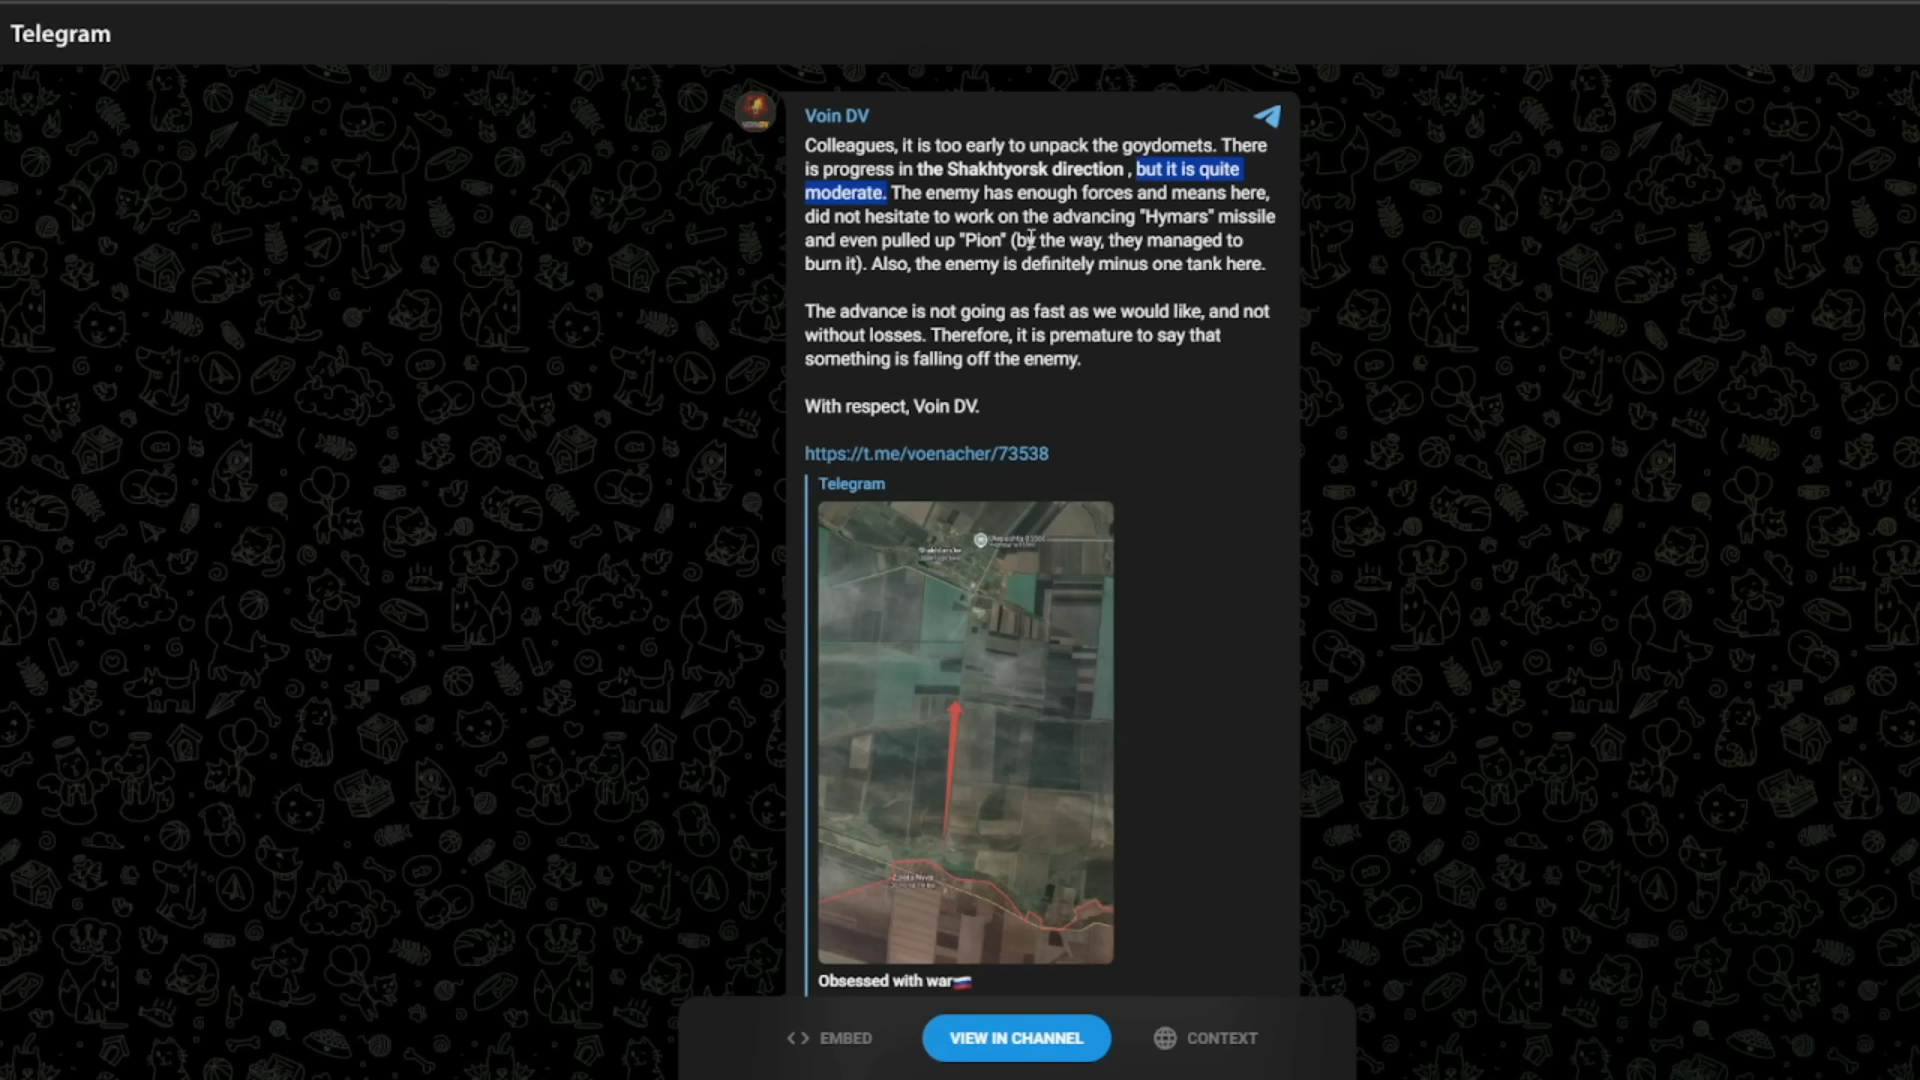 Telegram
Voin DV
Colleagues, it is too early to unpack the goydomets. There
is progress in the Shakhtyorsk direction , but it is quite
moderate. The enemy has enough forces and means here,
did not hesitate to work on the advancing "Hymars" missile
and even pulled up "Pion" (by the way, they managed to
burn it). Also, the enemy is definitely minus one tank here.
The advance is not going as fast as we would like, and not
without losses. Therefore, it is premature to say that
something is falling off the enemy.
With respect, Voin DV.
https://t.me/voenacher/73538
Telegram
Obsessed with war
EMBED
VIEW IN CHANNEL
CONTEXT